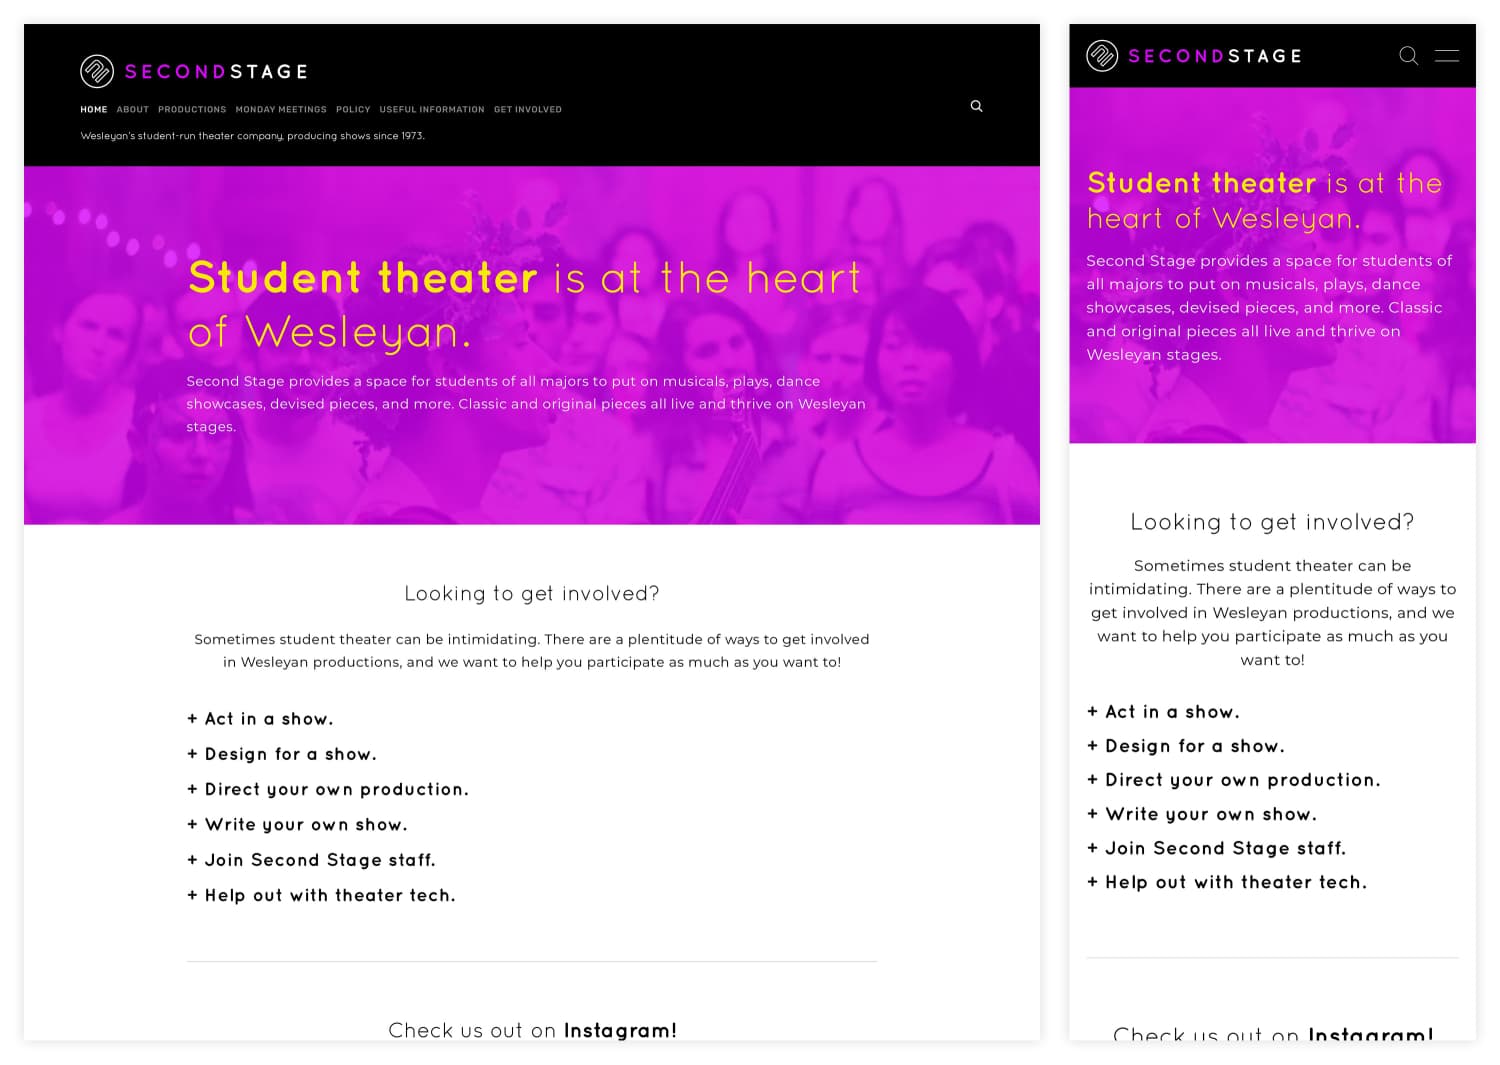 SECONDSTAGE
HOME ABOUT PRODUCTIONS MONDAY MEETINGS POLICY USEFUL INFORMATION GET INVOLVED
Wesleyan's student-run theater company, producing shows since 1973.
Student theater is at the heart
of Wesleyan.
Second Stage provides a space for students of all majors to put on musicals, plays, dance
showcases, devised pieces, and more. Classic and original pieces all live and thrive on Wesleyan
stages.
Looking to get involved?
Sometimes student theater can be intimidating. There are a plentitude of ways to get involved
in Wesleyan productions, and we want to help you participate as much as you want to!
+ Act in a show.
+ Design for a show.
+ Direct your own production.
+ Write your own show.
+ Join Second Stage staff.
+ Help out with theater tech.
Check us out on Instagram!
SECONDSTAGE
Student theater is at the
heart of Wesleyan.
Second Stage provides a space for students of
all majors to put on musicals, plays, dance
showcases, devised pieces, and more. Classic
and original pieces all live and thrive on
Wesleyan stages.
Looking to get involved?
Sometimes student theater can be
intimidating. There are a plentitude of ways to
get involved in Wesleyan productions, and we
want to help you participate as much as you
want to!
+ Act in a show.
+ Design for a show.
+ Direct your own production.
+ Write your own show.
+ Join Second Stage staff.
+ Help out with theater tech.
Check us out on Instagram!